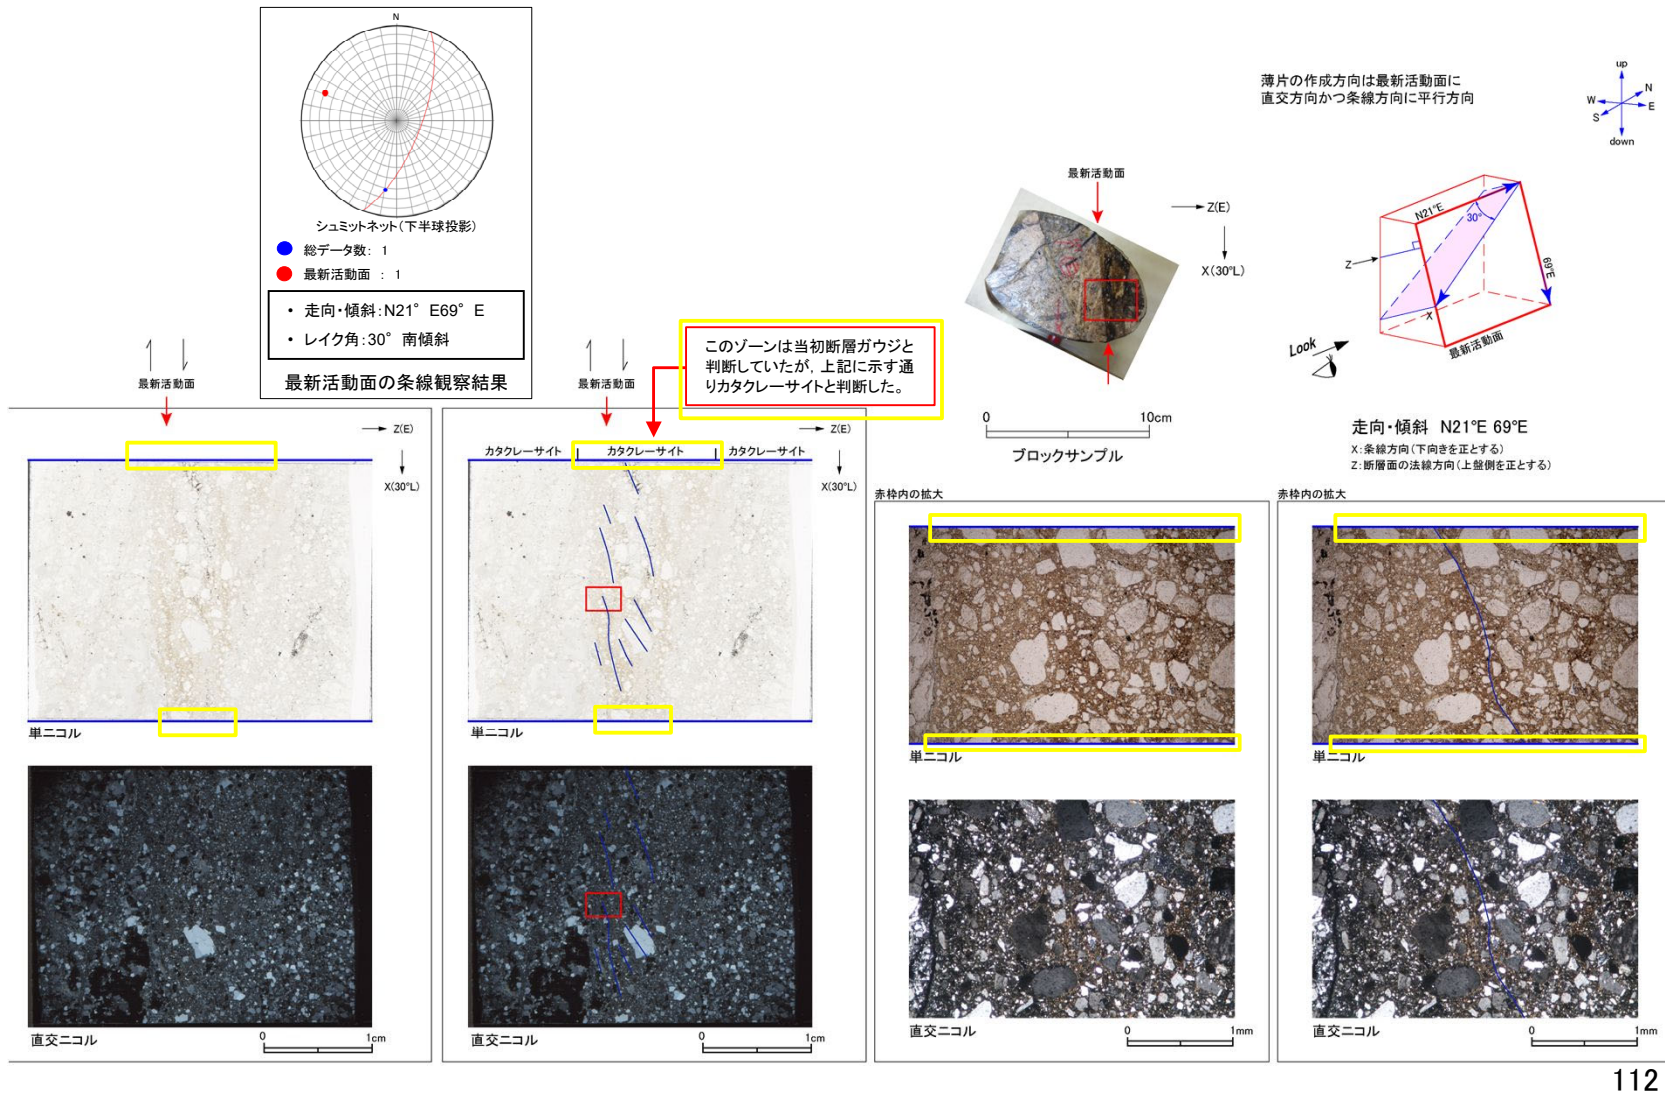 N
シュミットネット(下半球投影)
総データ数: 1
最新活動面 : 1
・ 走向・傾斜:N21° E69° E
・ レイク角:30° 南傾斜
最新活動面の条線観察結果
薄片の作成方向は最新活動面に
直交方向かつ条線方向に平行方向
up
N
W
E
S
down
最新活動面
Z(E)
X(30°L)
0
10cm
ブロックサンプル
N21°E
30°
69°E
Z
X
最新活動面
Look
走向・傾斜 N21°E 69°E
X:条線方向(下向きを正とする)
Z:断層面の法線方向(上盤側を正とする)
このゾーンは当初断層ガウジと
判断していたが,上記に示す通
りカタクレーサイトと判断した。
最新活動面
Z(E)
X(30°L)
単ニコル
直交ニコル
0
1cm
最新活動面
Z(E)
カタクレーサイト
カタクレーサイト
カタクレーサイト
X(30°L)
単ニコル
直交ニコル
0
1cm
赤枠内の拡大
単ニコル
直交ニコル
0
1mm
赤枠内の拡大
単ニコル
直交ニコル
0
1mm
112